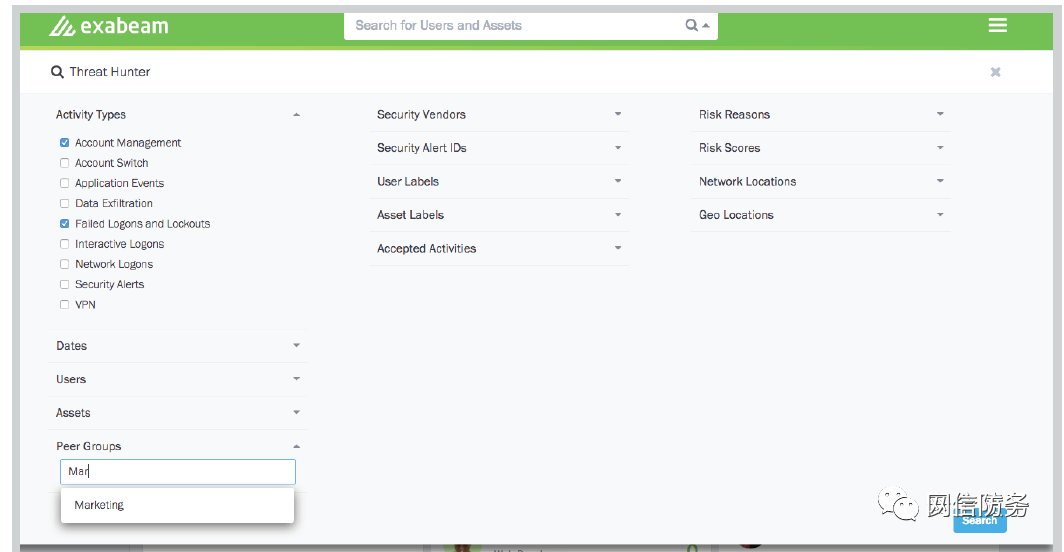 exabeam
Search for Users and Assets
Threat Hunter
Activity Types
Account Management
Account Switch
Application Events
Data Exfiltration
Failed Logons and Lockouts
Interactive Logons
Network Logons
Security Alerts
VPN
Dates
Users
Assets
Peer Groups
Mar
Marketing
Security Vendors
Security Alert IDs
User Labels
Asset Labels
Accepted Activities
Risk Reasons
Risk Scores
Network Locations
Geo Locations
网信防务
Search